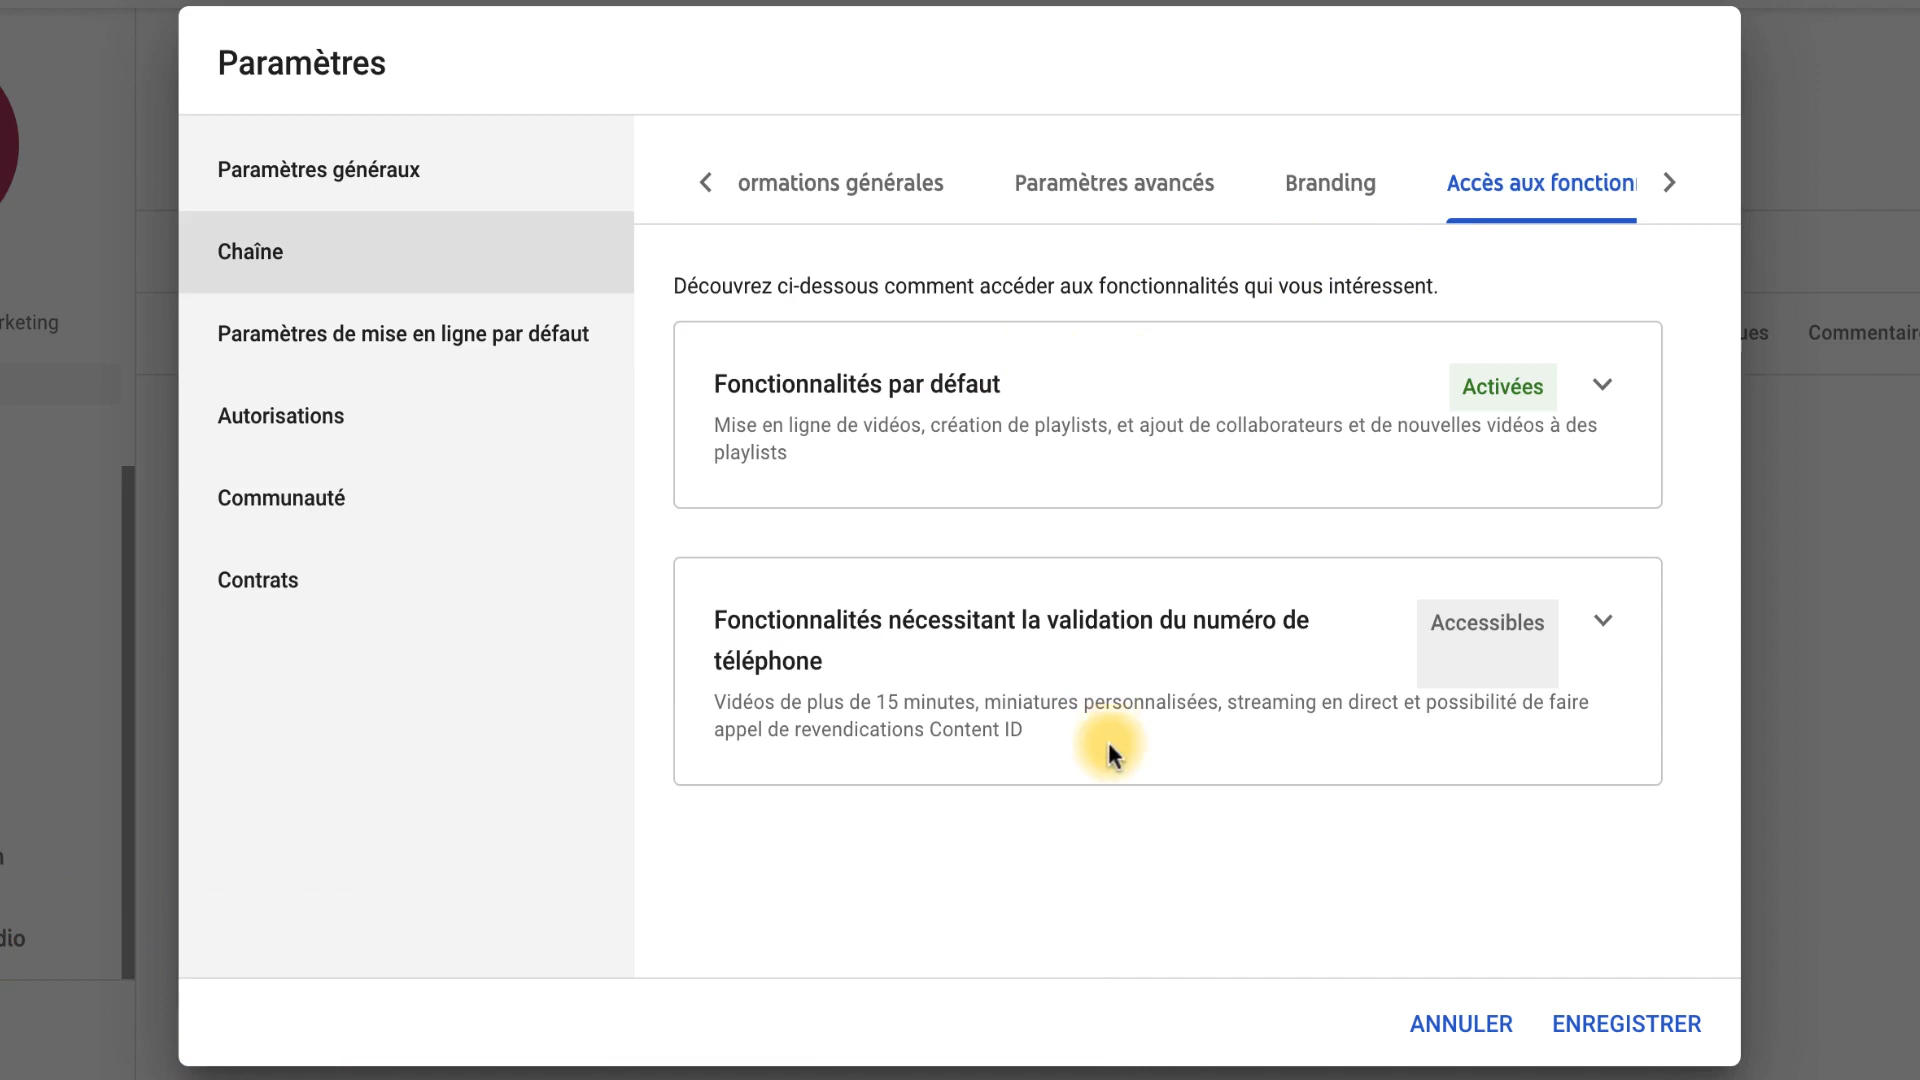 Paramètres
Paramètres généraux
Chaîne
Paramètres de mise en ligne par défaut
Autorisations
Communauté
Contrats
ormations générales
Paramètres avancés
Branding
Accès aux fonction
Découvrez ci-dessous comment accéder aux fonctionnalités qui vous intéressent.
Fonctionnalités par défaut
Activées
Mise en ligne de vidéos, création de playlists, et ajout de collaborateurs et de nouvelles vidéos à des
playlists
Fonctionnalités nécessitant la validation du numéro de
téléphone
Accessibles
Vidéos de plus de 15 minutes, miniatures personnalisées, streaming en direct et possibilité de faire
appel de revendications Content ID
ANNULER
ENREGISTRER
rketing
ues
Commentair
dio